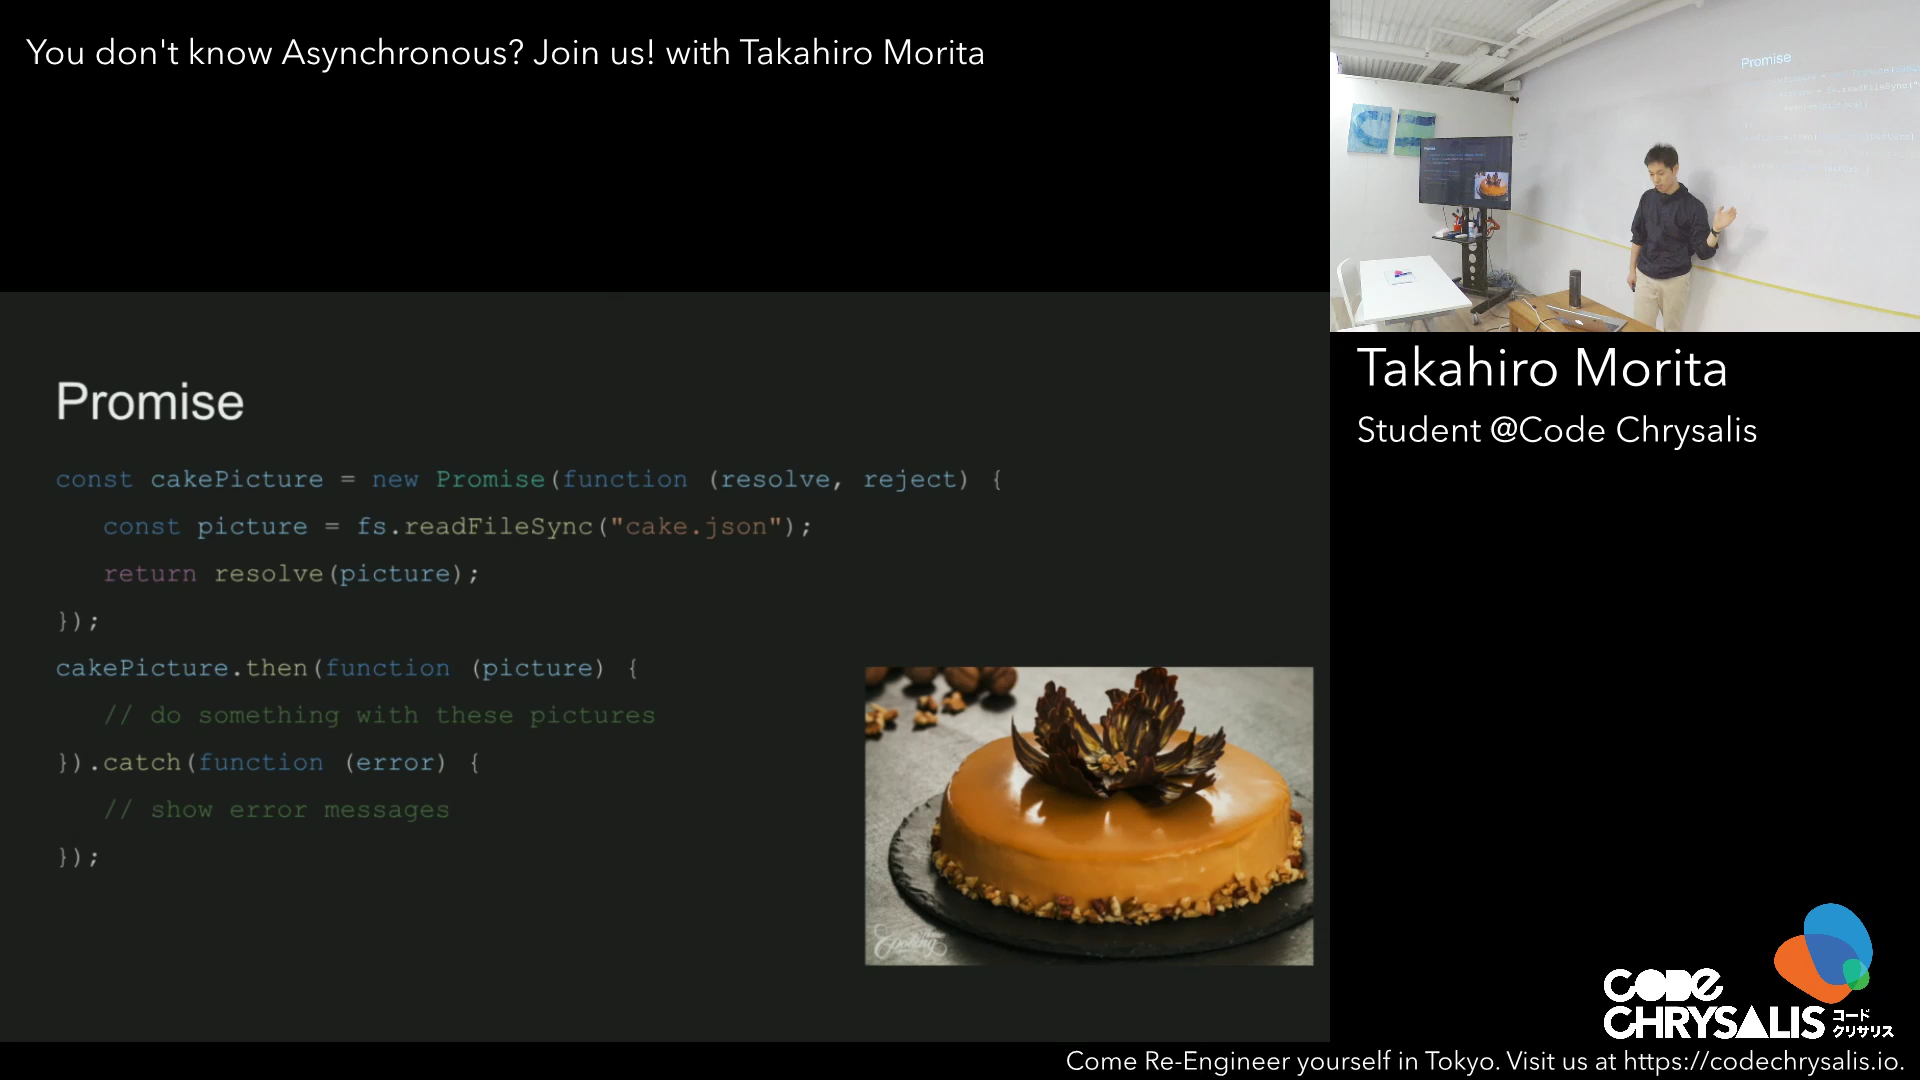 You don't know Asynchronous? Join us! with Takahiro Morita
Promise
Takahiro Morita
Student @Code Chrysalis
Promise
const cakePicture = new Promise(function (resolve, reject) {
const picture = fs.readFileSync("cake.json");
return resolve(picture);
});
cakePicture.then(function (picture) {
// do something with these pictures
}).catch(function (error) {
// show error messages
});
CODE
CHRYSALIS
コード
クリサリス
Come Re-Engineer yourself in Tokyo. Visit us at https://codechrysalis.io.